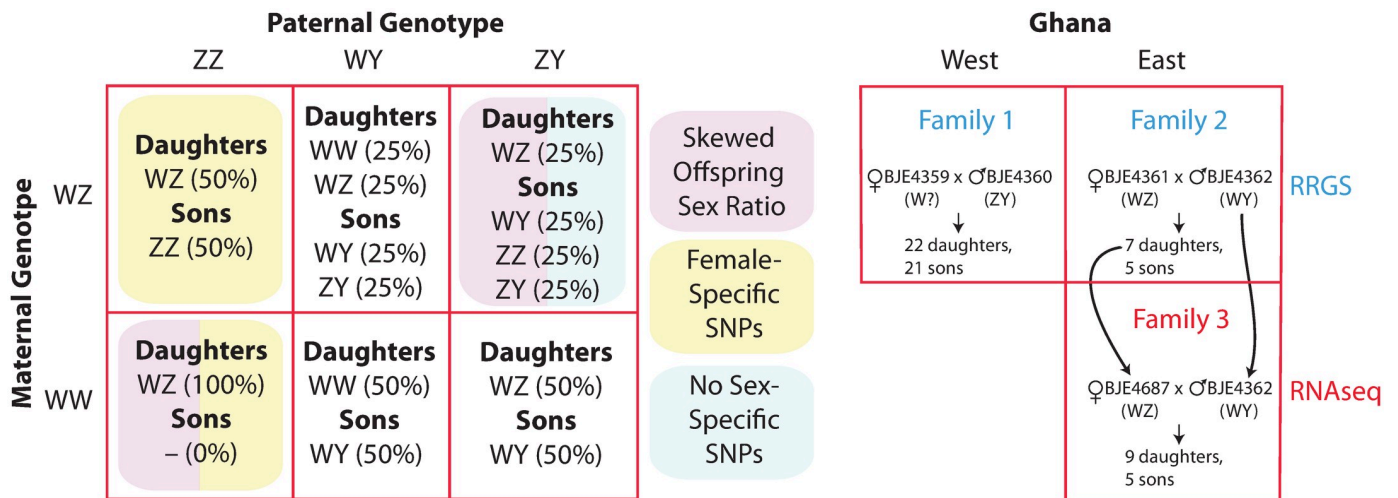 Paternal Genotype
ZZ WY ZY
Maternal Genotpe
WZ
Daughters
WZ (50%)
Sons
ZZ (50%)
Daughters
WW (25%)
WZ (25%)
Sons
WY (25%)
ZY (25%)
Daughters
WZ (25%)
Sons
WY (25%)
ZZ (25%)
ZY (25%)
WW
Daughters
WZ (100%)
Sons
– (0%)
Daughters
WW (50%)
Sons
WY (50%)
Daughters
WZ (50%)
Sons
WY (50%)
Skewed
Offspring
Sex Ratio
Female-
Specific
SNPs
No Sex-
Specific
SNPs
Ghana
West East
Family 1
♀BJE4359 x ♂BJE4360
(W?) (ZY)
22 daughters,
21 sons
Family 2
♀BJE4361 x ♂BJE4362
(WZ) (WY)
7 daughters,
5 sons
RRGS
Family 3
♀BJE4687 x ♂BJE4362
(WZ) (WY)
9 daughters,
5 sons
RNAseq